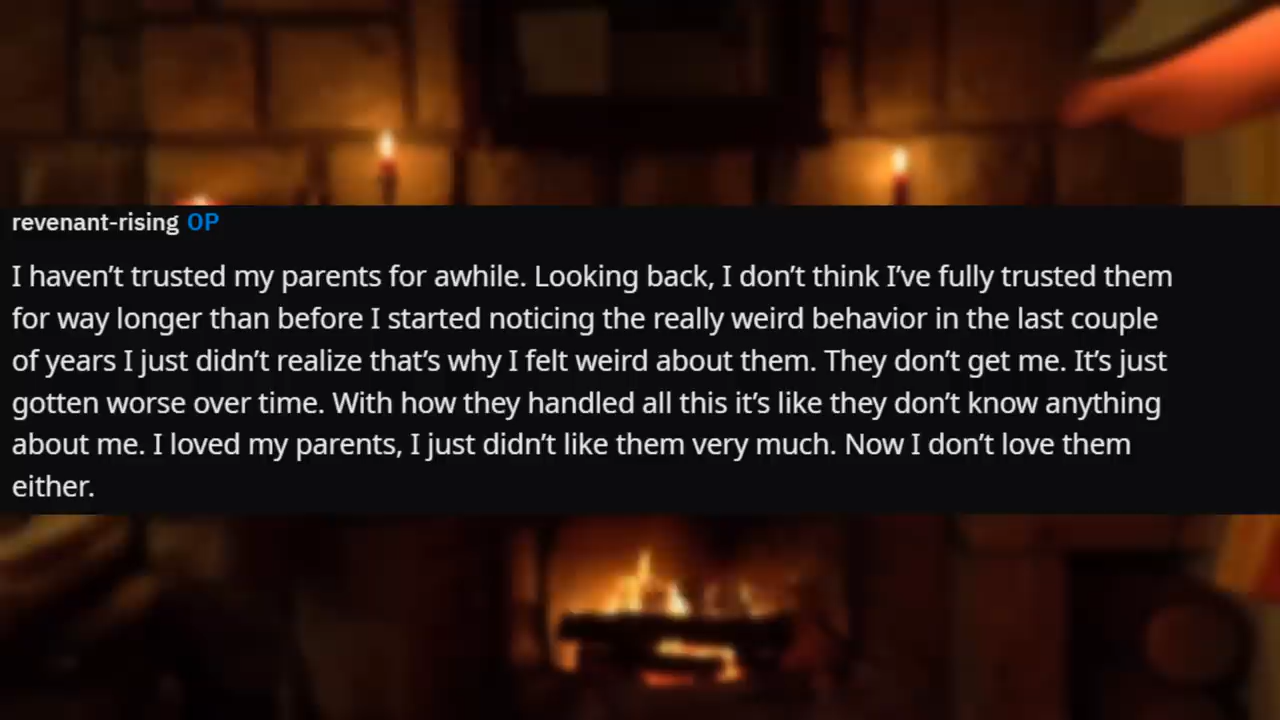 revenant-rising OP
I haven’t trusted my parents for awhile. Looking back, I don’t think I’ve fully trusted them
for way longer than before I started noticing the really weird behavior in the last couple
of years I just didn’t realize that’s why I felt weird about them. They don’t get me. It’s just
gotten worse over time. With how they handled all this it’s like they don’t know anything
about me. I loved my parents, I just didn’t like them very much. Now I don’t love them
either.